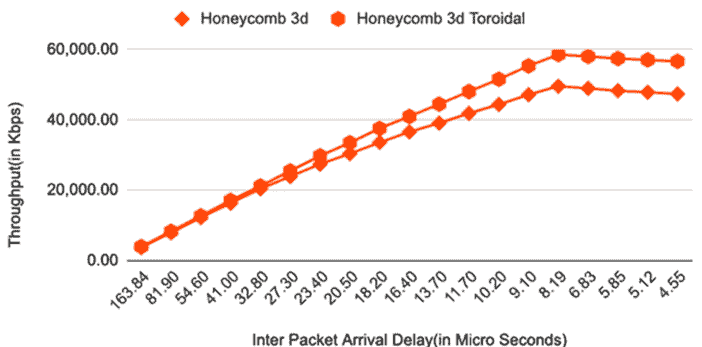 Honeycomb 3d Honeycomb 3d Toroidal
60,000.00
40,000.00
20,000.00
0.00
Throughput(in Kbps)
163.84 81.90 54.60 41.00 32.80 27.30 23.40 20.50 18.20 16.40 13.70 11.70 10.20 9.10 8.19 6.83 5.85 5.12 4.55
Inter Packet Arrival Delay(in Micro Seconds)